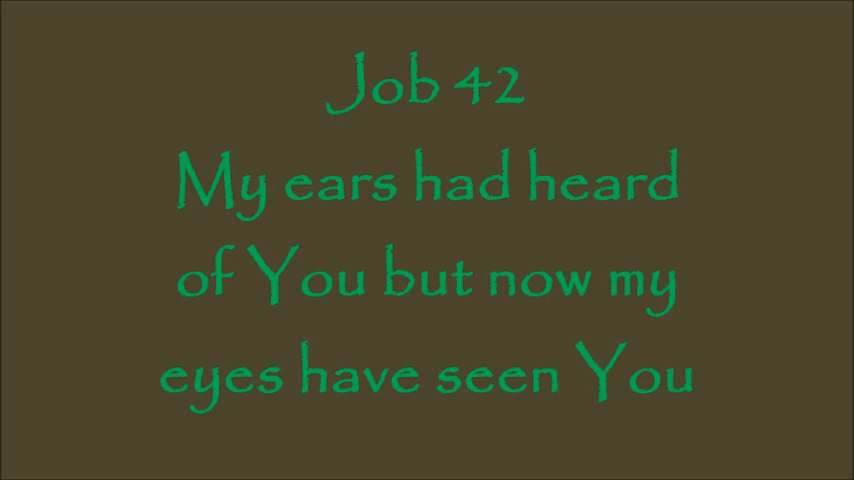 Job 42
My ears had heard
of You but now my
eyes have seen You